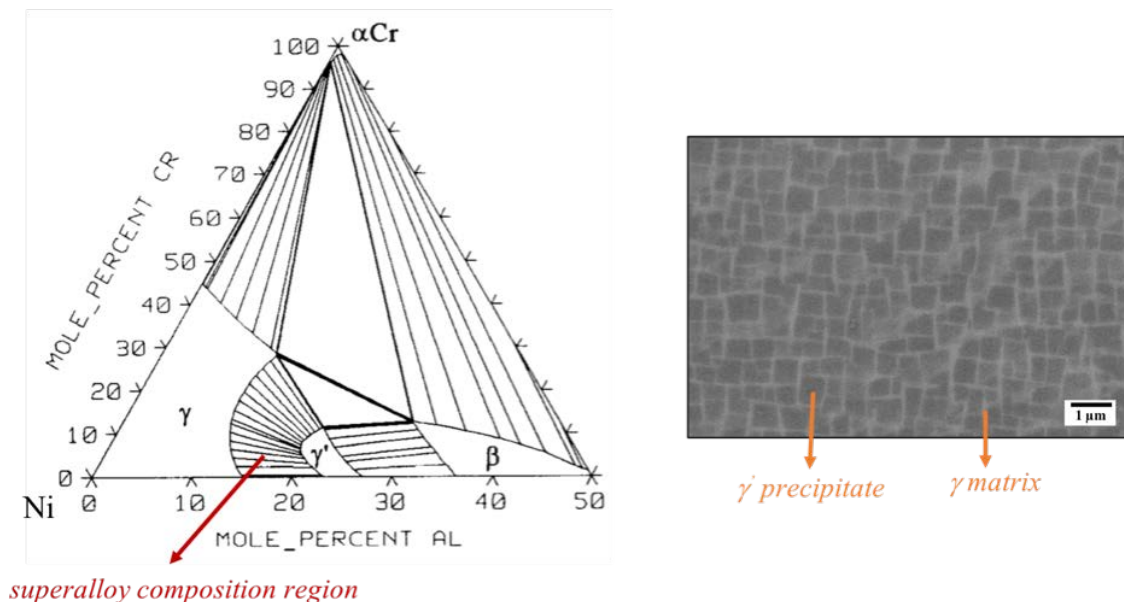 αCr
100
90
80
70
60
50
40
30
20
10
0
MOLE_PERCENT CR
γ
γ'
β
Ni
0
10
20
30
40
50
MOLE_PERCENT AL
superalloy composition region
1 µm
γ' precipitate
γ matrix